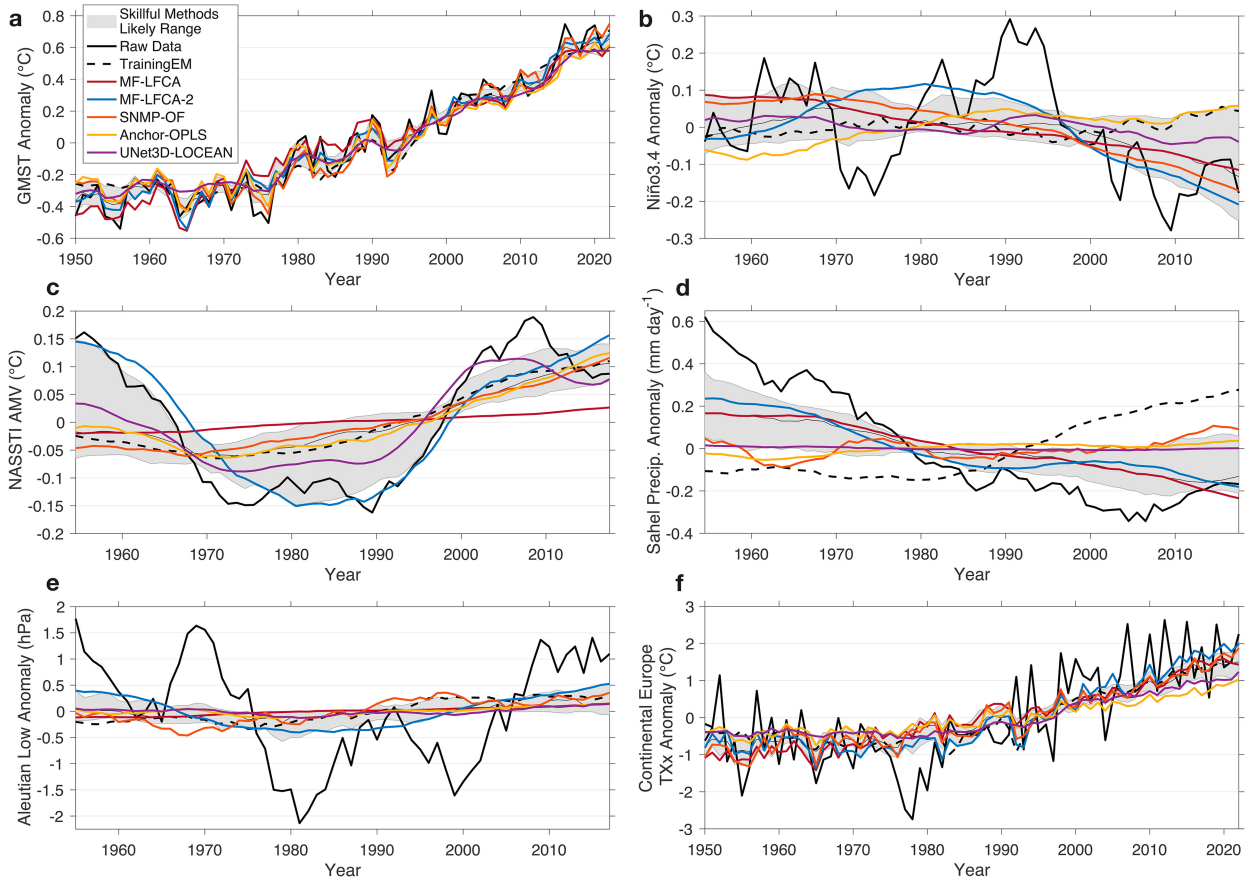 a
GMST Anomaly (°C)
0.8
0.6
0.4
0.2
0
-0.2
-0.4
-0.6
Skillful Methods
Likely Range
Raw Data
TrainingEM
MF-LFCA
MF-LFCA-2
SNMP-OF
Anchor-OPLS
UNet3D-LOCEAN
1950 1960 1970 1980 1990 2000 2010 2020
Year
b
Niño3.4 Anomaly (°C)
0.3
0.2
0.1
0
-0.1
-0.2
-0.3
1960 1970 1980 1990 2000 2010
Year
c
NASSTI AMV (°C)
0.2
0.15
0.1
0.05
0
-0.05
-0.1
-0.15
-0.2
1960 1970 1980 1990 2000 2010
Year
d
Sahel Precip. Anomaly (mm day-1)
0.6
0.4
0.2
0
-0.2
-0.4
1960 1970 1980 1990 2000 2010
Year
e
Aleutian Low Anomaly (hPa)
2
1.5
1
0.5
0
-0.5
-1
-1.5
-2
1960 1970 1980 1990 2000 2010
Year
f
Continental Europe
TXx Anomaly (°C)
3
2
1
0
-1
-2
-3
1950 1960 1970 1980 1990 2000 2010 2020
Year